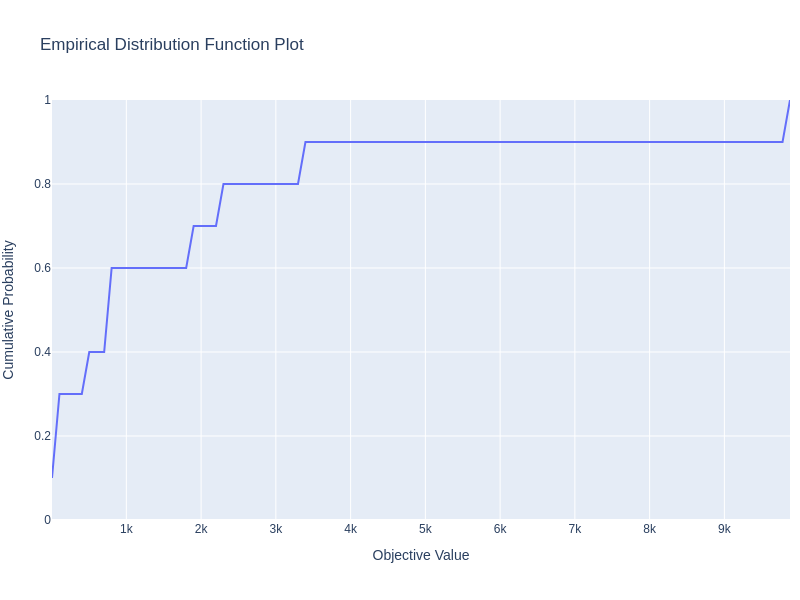 Empirical Distribution Function Plot
Cumulative Probability
1
0.8
0.6
0.4
0.2
0
1k
2k
3k
4k
5k
6k
7k
8k
9k
Objective Value